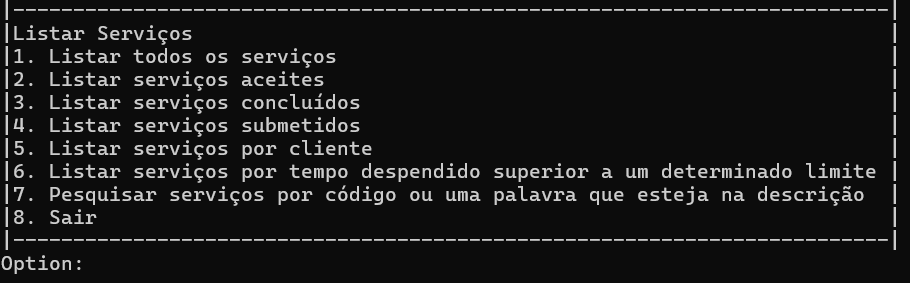 |-------------------------------------------------------------------------|
|Listar Serviços                                                          |
|1. Listar todos os serviços                                              |
|2. Listar serviços aceites                                               |
|3. Listar serviços concluídos                                            |
|4. Listar serviços submetidos                                            |
|5. Listar serviços por cliente                                           |
|6. Listar serviços por tempo despendido superior a um determinado limite |
|7. Pesquisar serviços por código ou uma palavra que esteja na descrição  |
|8. Sair                                                                  |
|-------------------------------------------------------------------------|
Option: